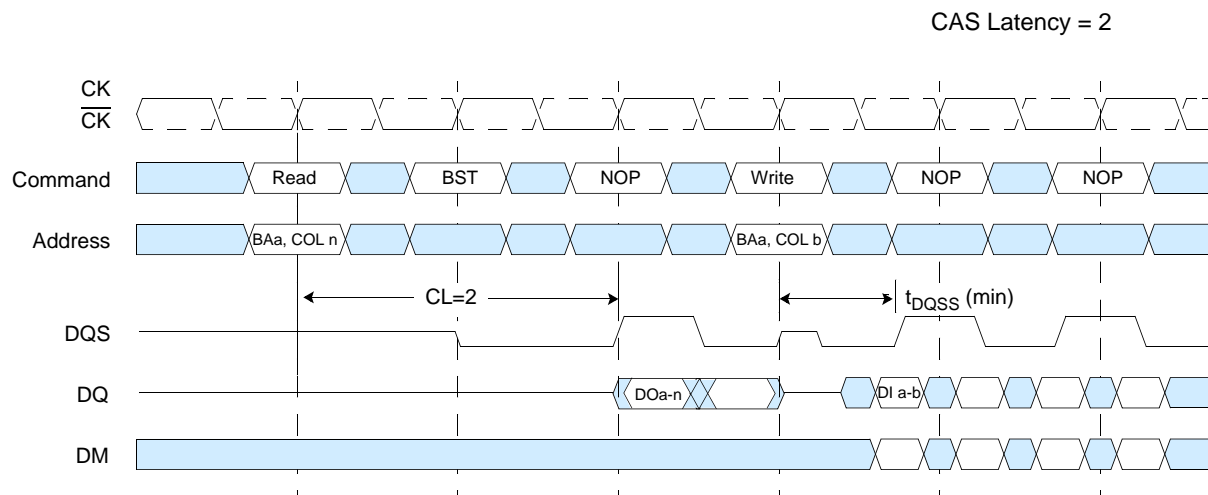 CAS Latency = 2
CK
CK
Command Read BST NOP Write NOP NOP
Address BAa, COL n BAa, COL b
CL=2 tDQSS (min)
DQS
DQ DOa-n DI a-b
DM